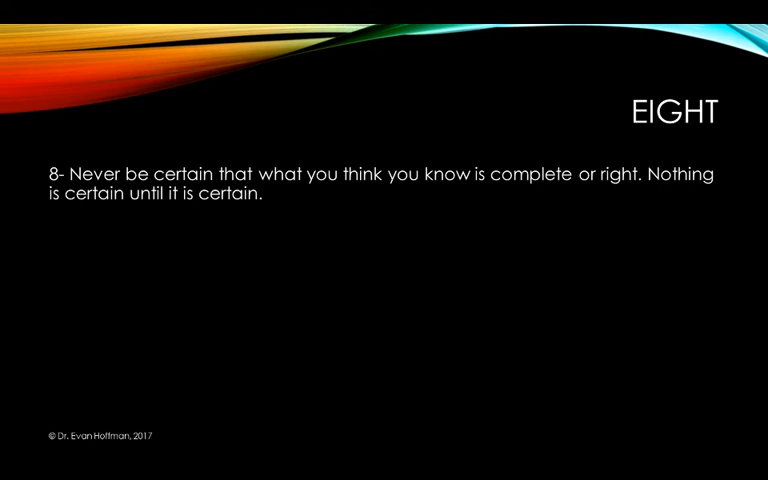 EIGHT
8- Never be certain that what you think you know is complete or right. Nothing
is certain until it is certain.
© Dr. Evan Hoffman, 2017